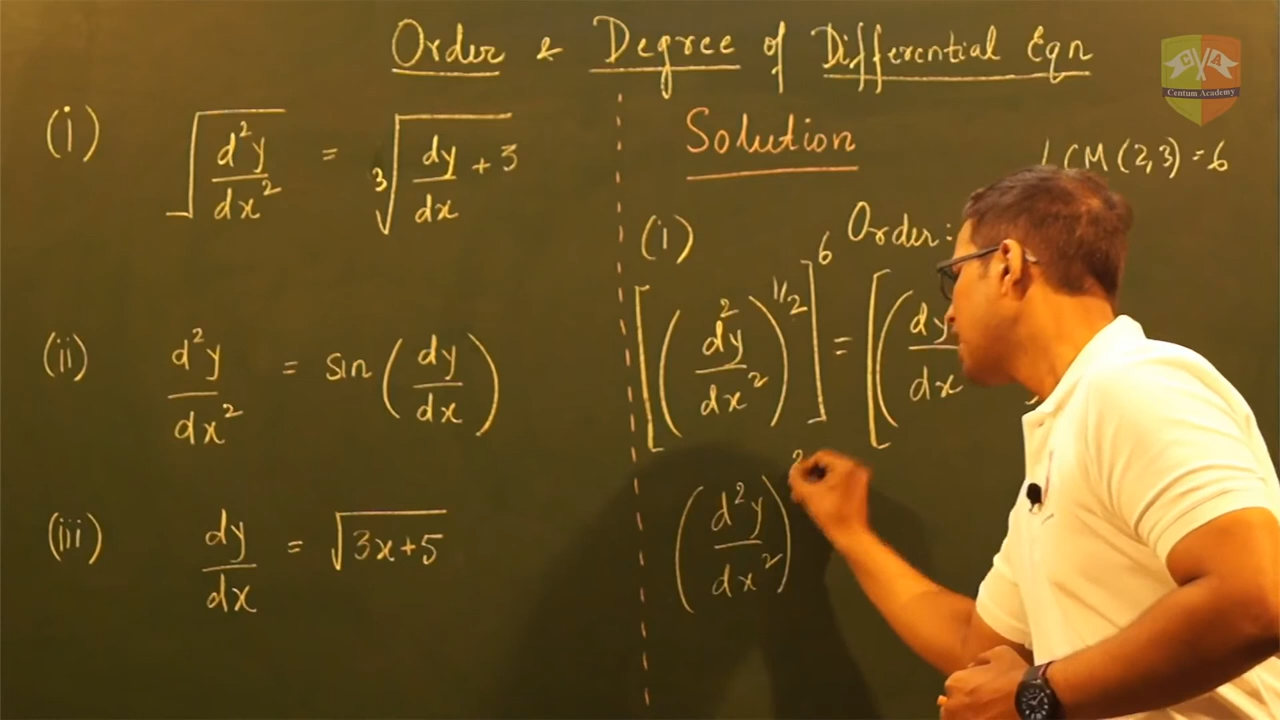 Order & Degree of Differential Eqn
CA
Centum Academy
(i) √(d²y/dx²) = ∛(dy/dx + 3)
(ii) d²y/dx² = sin(dy/dx)
(iii) dy/dx = √(3x+5)
Solution
LCM(2,3) = 6
(i) Order:
[(d²y/dx²)^1/2]^6 = [(dy/dx
(d²y/dx²)